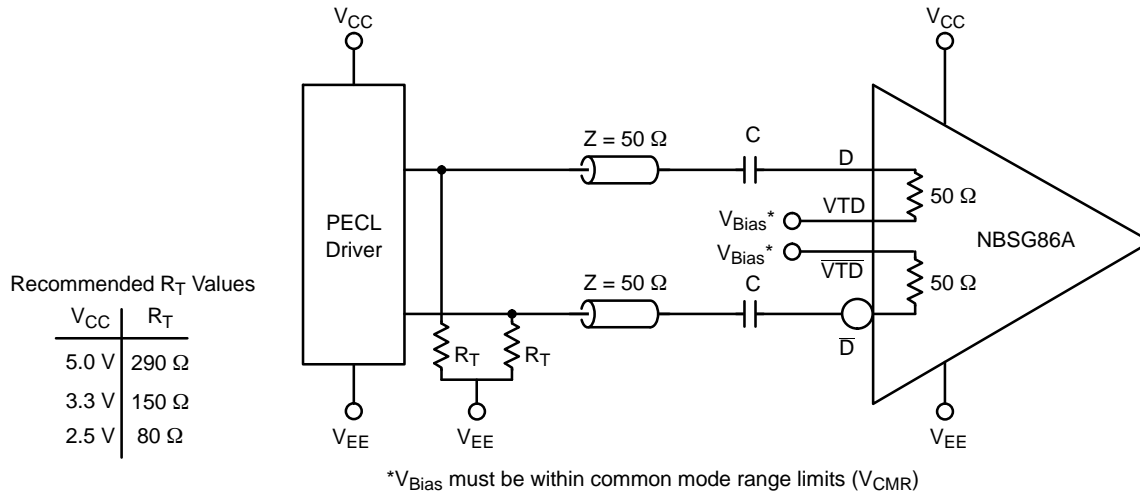 V_CC
V_CC
Z = 50 Ω
C
D
50 Ω
VTD
V_Bias*
PECL
Driver
NBSG86A
V_Bias*
V̅T̅D̅
Recommended R_T Values
Z = 50 Ω
C
50 Ω
V_CC R_T
5.0 V 290 Ω
3.3 V 150 Ω
2.5 V 80 Ω
R_T
R_T
D̅
V_EE
V_EE
V_EE
*V_Bias must be within common mode range limits (V_CMR)